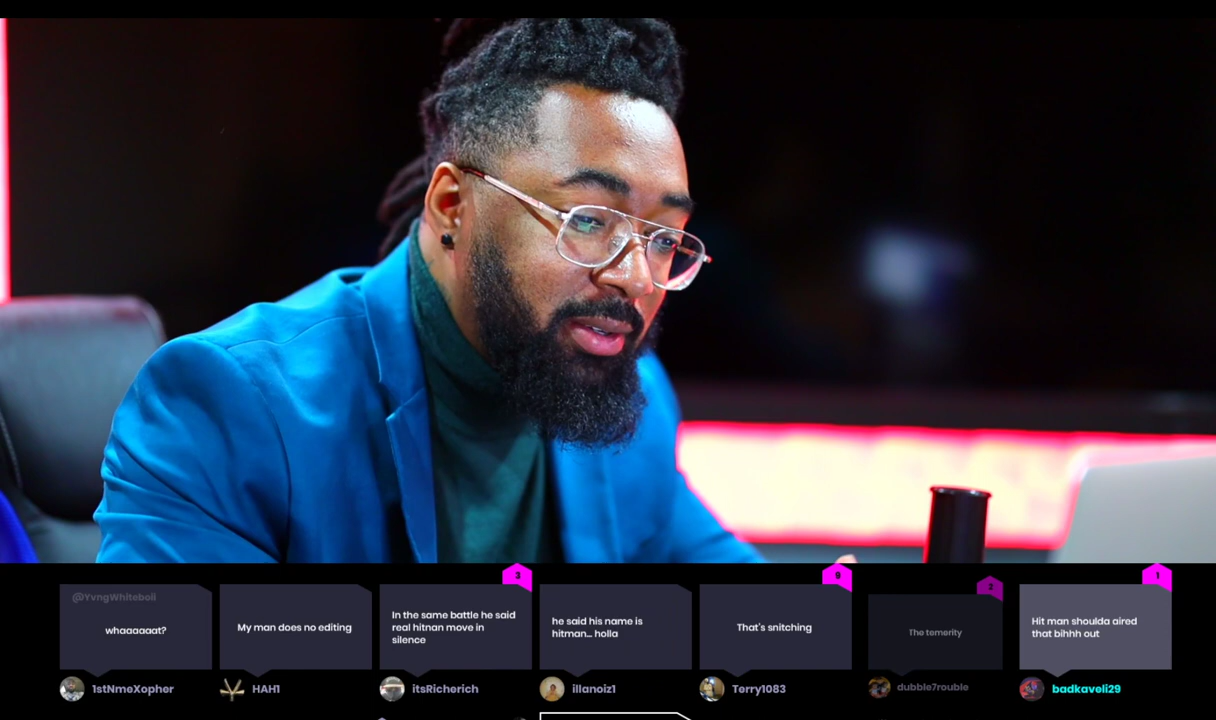 3
9
2
1
@YvngWhiteboii
whaaaaaat?
My man does no editing
In the same battle he said
real hitnan move in
silence
he said his name is
hitman... holla
That's snitching
The temerity
Hit man shoulda aired
that bihhh out
1stNmeXopher
HAH1
itsRicherich
illanoiz1
Terry1083
dubble7rouble
badkaveli29